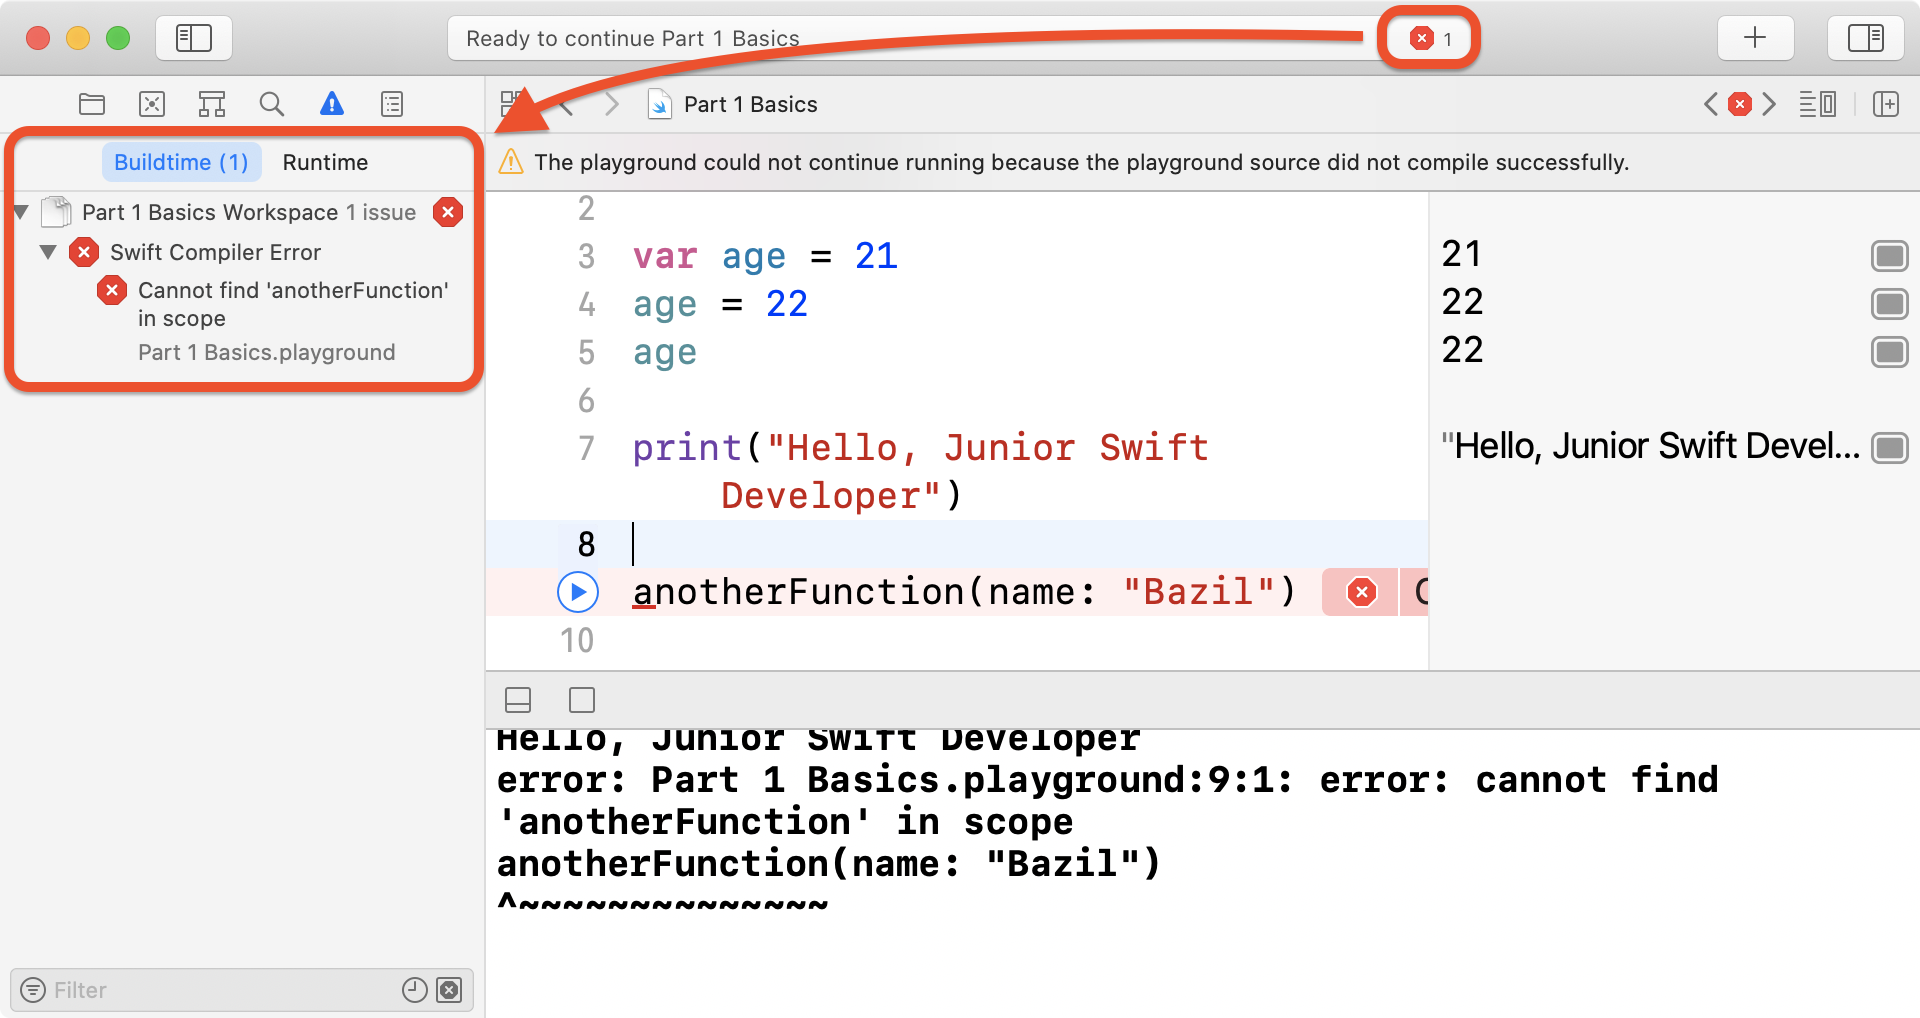 Ready to continue Part 1 Basics
1
Part 1 Basics
Buildtime (1) Runtime
Part 1 Basics Workspace 1 issue
Swift Compiler Error
Cannot find 'anotherFunction'
in scope
Part 1 Basics.playground
Filter
The playground could not continue running because the playground source did not compile successfully.
2
3 var age = 21
4 age = 22
5 age
6
7 print("Hello, Junior Swift
Developer")
8
anotherFunction(name: "Bazil")
10
21
22
22
"Hello, Junior Swift Devel...
Hello, Junior Swift Developer
error: Part 1 Basics.playground:9:1: error: cannot find
'anotherFunction' in scope
anotherFunction(name: "Bazil")
^~~~~~~~~~~~~~~